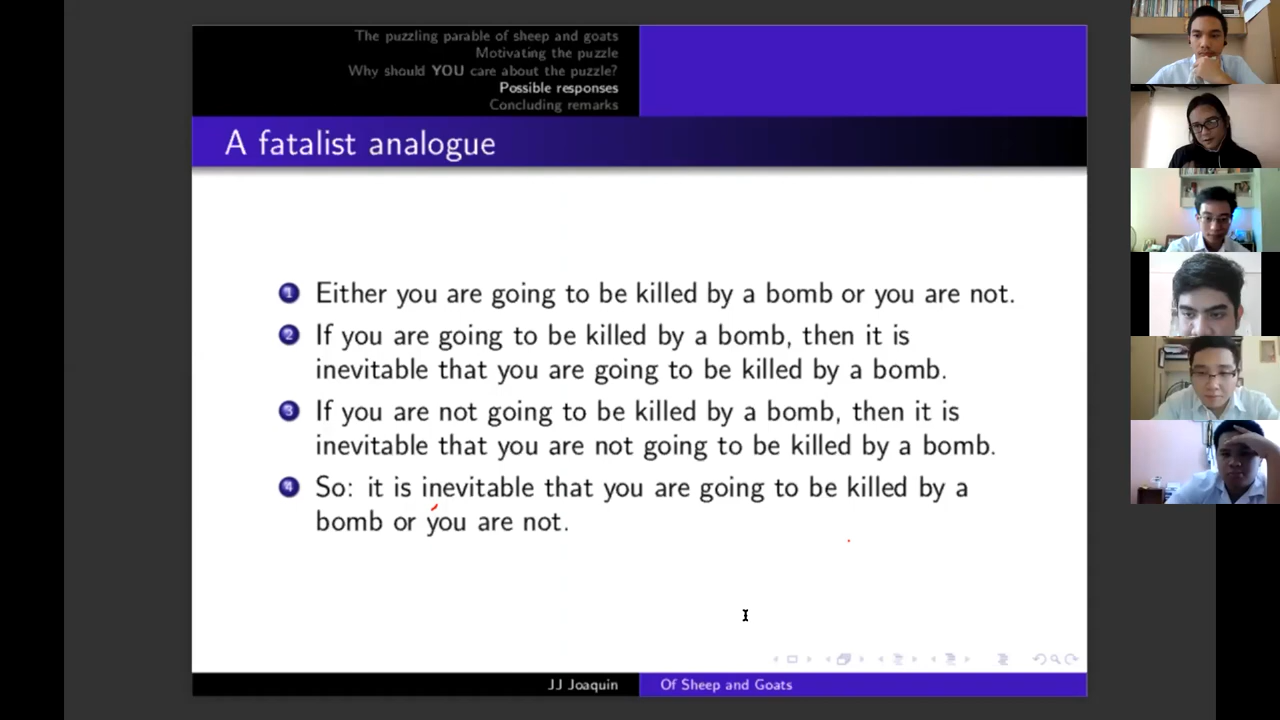 The puzzling parable of sheep and goats
Motivating the puzzle
Why should YOU care about the puzzle?
Possible responses
Concluding remarks
A fatalist analogue
1 Either you are going to be killed by a bomb or you are not.
2 If you are going to be killed by a bomb, then it is
inevitable that you are going to be killed by a bomb.
3 If you are not going to be killed by a bomb, then it is
inevitable that you are not going to be killed by a bomb.
4 So: it is inevitable that you are going to be killed by a
bomb or you are not.
JJ Joaquin
Of Sheep and Goats